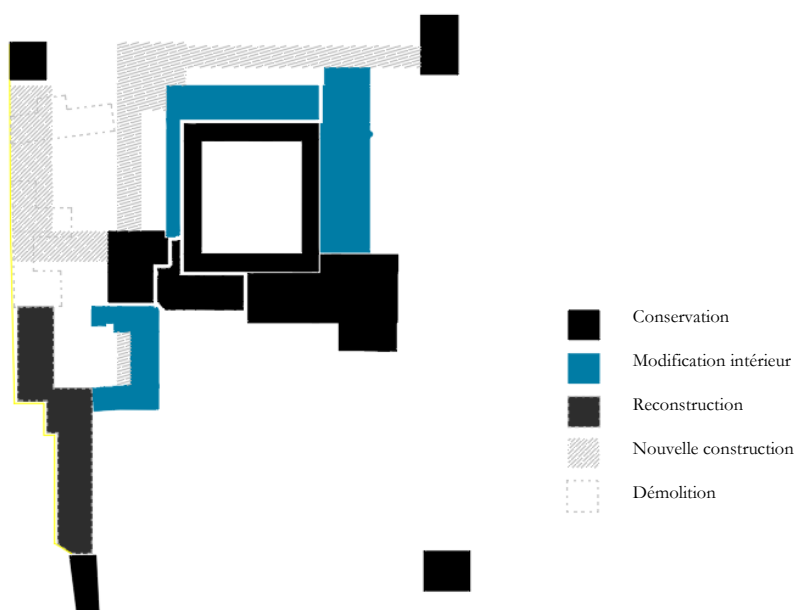 Conservation
Modification intérieur
Reconstruction
Nouvelle construction
Démolition